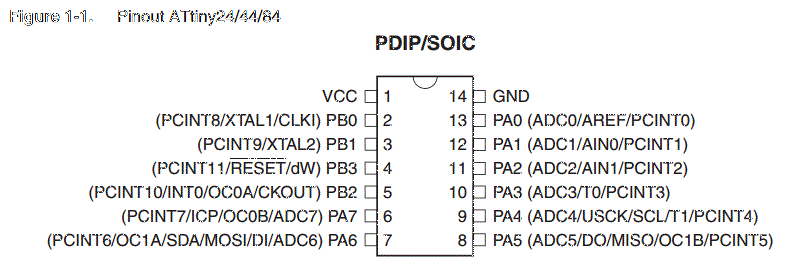 Figure 1-1. Pinout ATtiny24/44/84
PDIP/SOIC
VCC 1 14 GND
(PCINT8/XTAL1/CLKI) PB0 2 13 PA0 (ADC0/AREF/PCINT0)
(PCINT9/XTAL2) PB1 3 12 PA1 (ADC1/AIN0/PCINT1)
(PCINT11/RESET/dW) PB3 4 11 PA2 (ADC2/AIN1/PCINT2)
(PCINT10/INT0/OC0A/CKOUT) PB2 5 10 PA3 (ADC3/T0/PCINT3)
(PCINT7/ICP/OC0B/ADC7) PA7 6 9 PA4 (ADC4/USCK/SCL/T1/PCINT4)
(PCINT6/OC1A/SDA/MOSI/DI/ADC6) PA6 7 8 PA5 (ADC5/DO/MISO/OC1B/PCINT5)